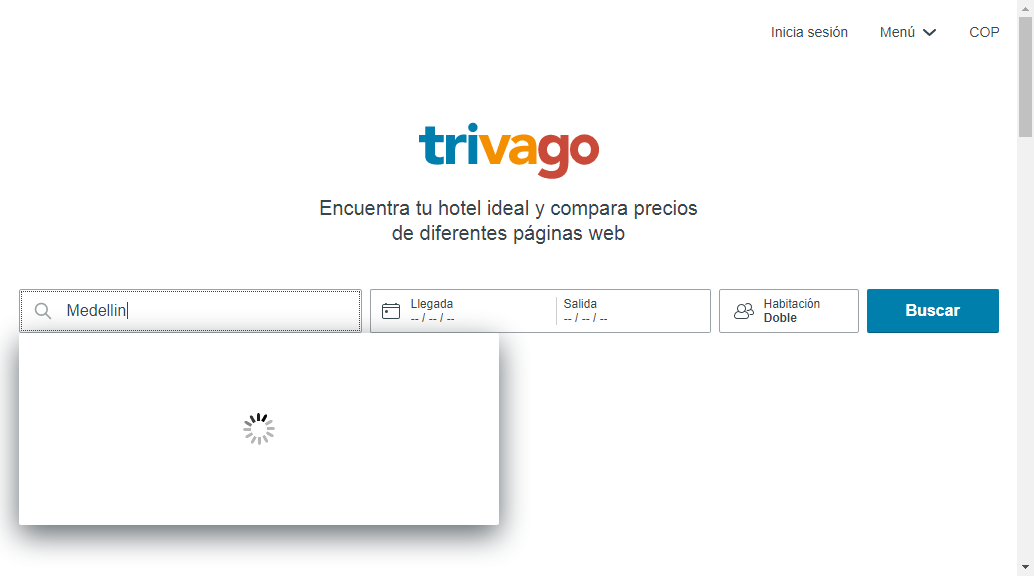 Inicia sesión Menú COP
trivago
Encuentra tu hotel ideal y compara precios
de diferentes páginas web
Medellin
Llegada
-- / -- / --
Salida
-- / -- / --
Habitación
Doble
Buscar